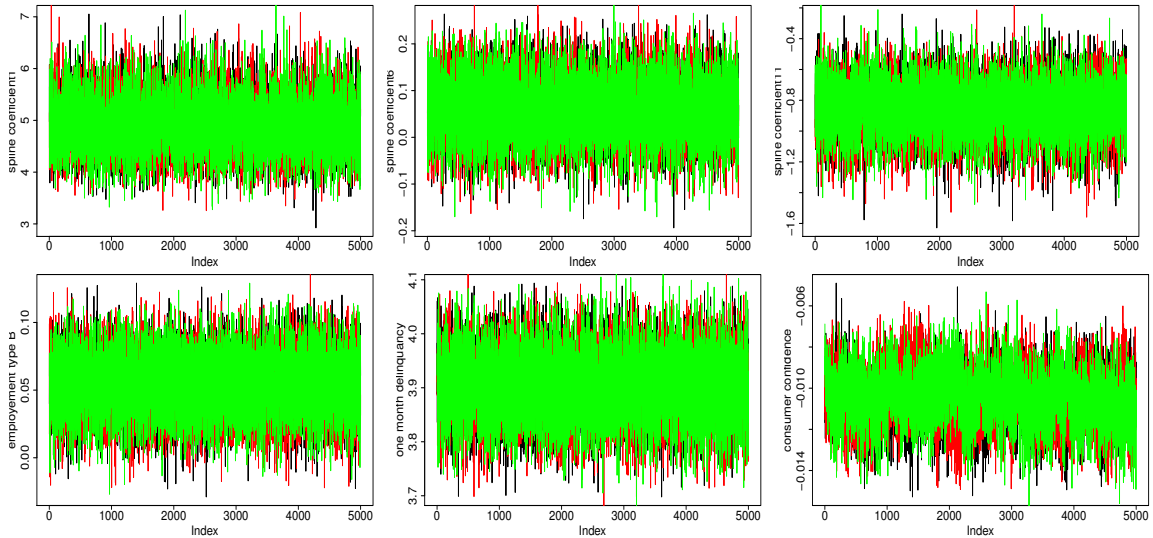 spline coefficient1
7
6
5
4
3
0 1000 2000 3000 4000 5000
Index
spline coefficient6
0.2
0.1
0.0
−0.1
−0.2
0 1000 2000 3000 4000 5000
Index
spline coefficient11
−0.4
−0.8
−1.2
−1.6
0 1000 2000 3000 4000 5000
Index
empoyement type B
0.10
0.05
0.00
0 1000 2000 3000 4000 5000
Index
one month delinquancy
4.1
4.0
3.9
3.8
3.7
0 1000 2000 3000 4000 5000
Index
consumer confidence
−0.006
−0.010
−0.014
0 1000 2000 3000 4000 5000
Index